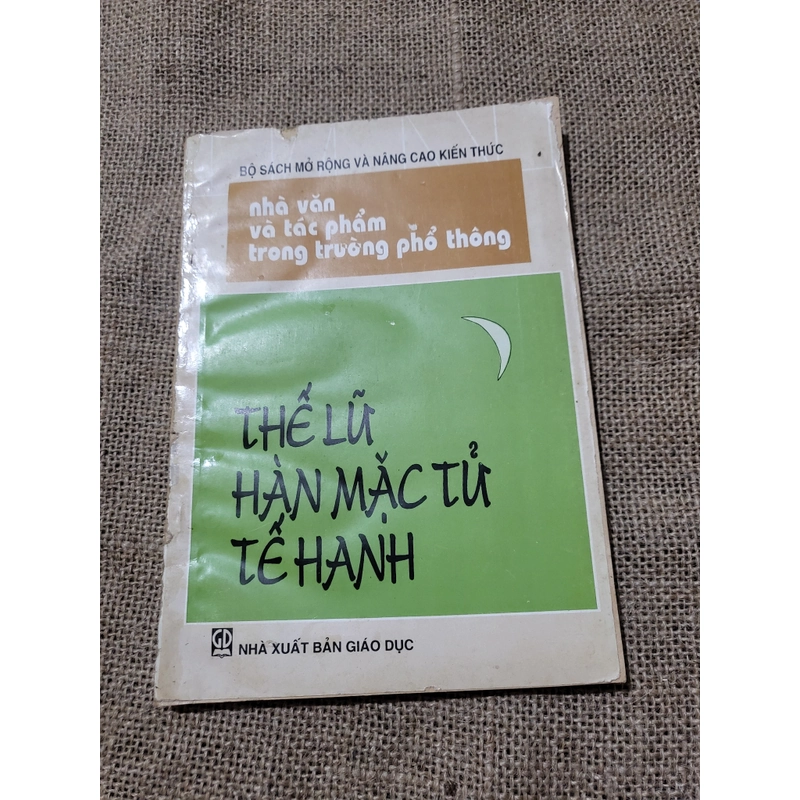 BỘ SÁCH MỞ RỘNG VÀ NÂNG CAO KIẾN THỨC
nhà văn
và tác phẩm
trong trường phổ thông
THẾ LỮ
HÀN MẶC TỬ
TẾ HANH
GD
NHÀ XUẤT BẢN GIÁO DỤC